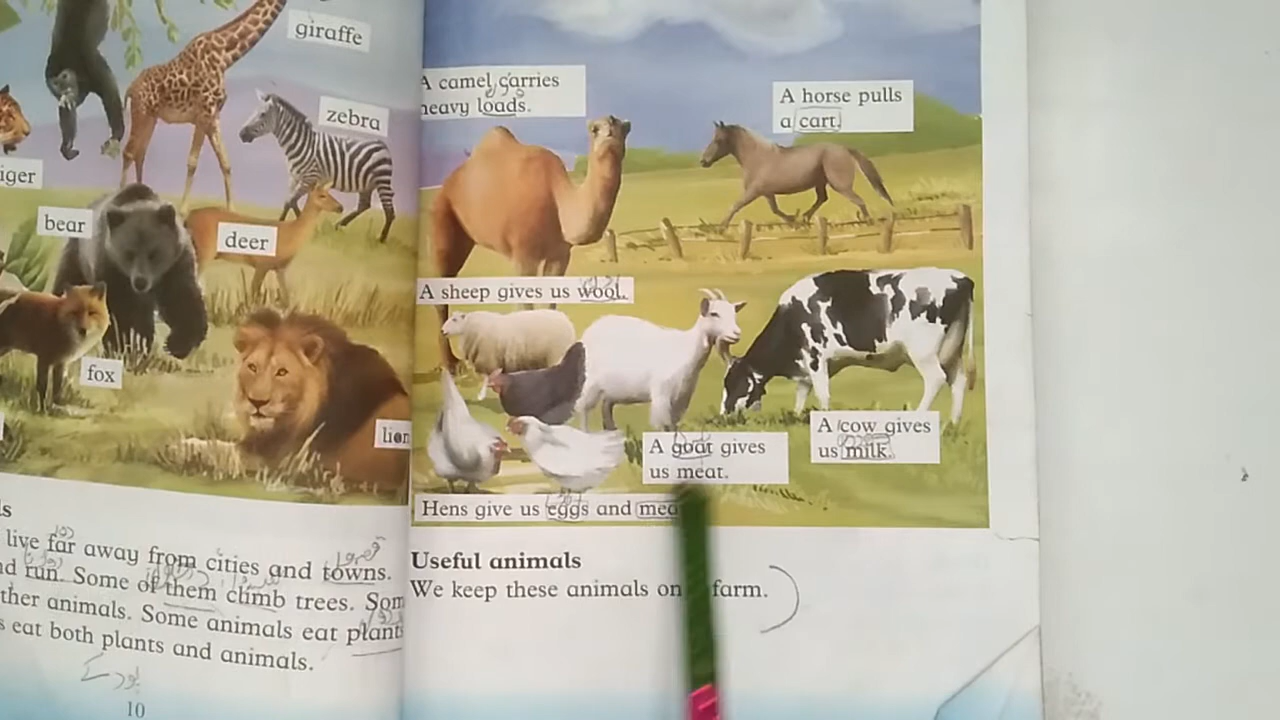 giraffe
zebra
iger
bear
deer
fox
lion
ls
live far away from cities and towns.
nd run. Some of them climb trees. Som
ther animals. Some animals eat plants
s eat both plants and animals.
10
A camel carries
heavy loads.
A horse pulls
a cart.
A sheep gives us wool.
A goat gives
us meat.
A cow gives
us milk.
Hens give us eggs and mea
Useful animals
We keep these animals on farm.